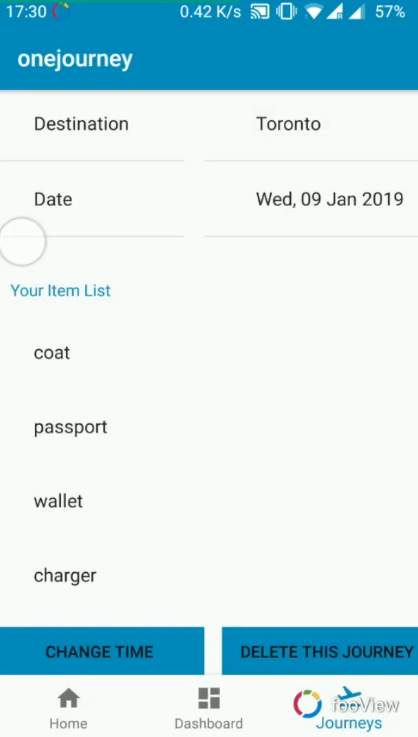 17:30 0.42 K/s 57%
onejourney
Destination Toronto
Date Wed, 09 Jan 2019
Your Item List
coat
passport
wallet
charger
CHANGE TIME DELETE THIS JOURNEY
fooView
Home Dashboard Journeys